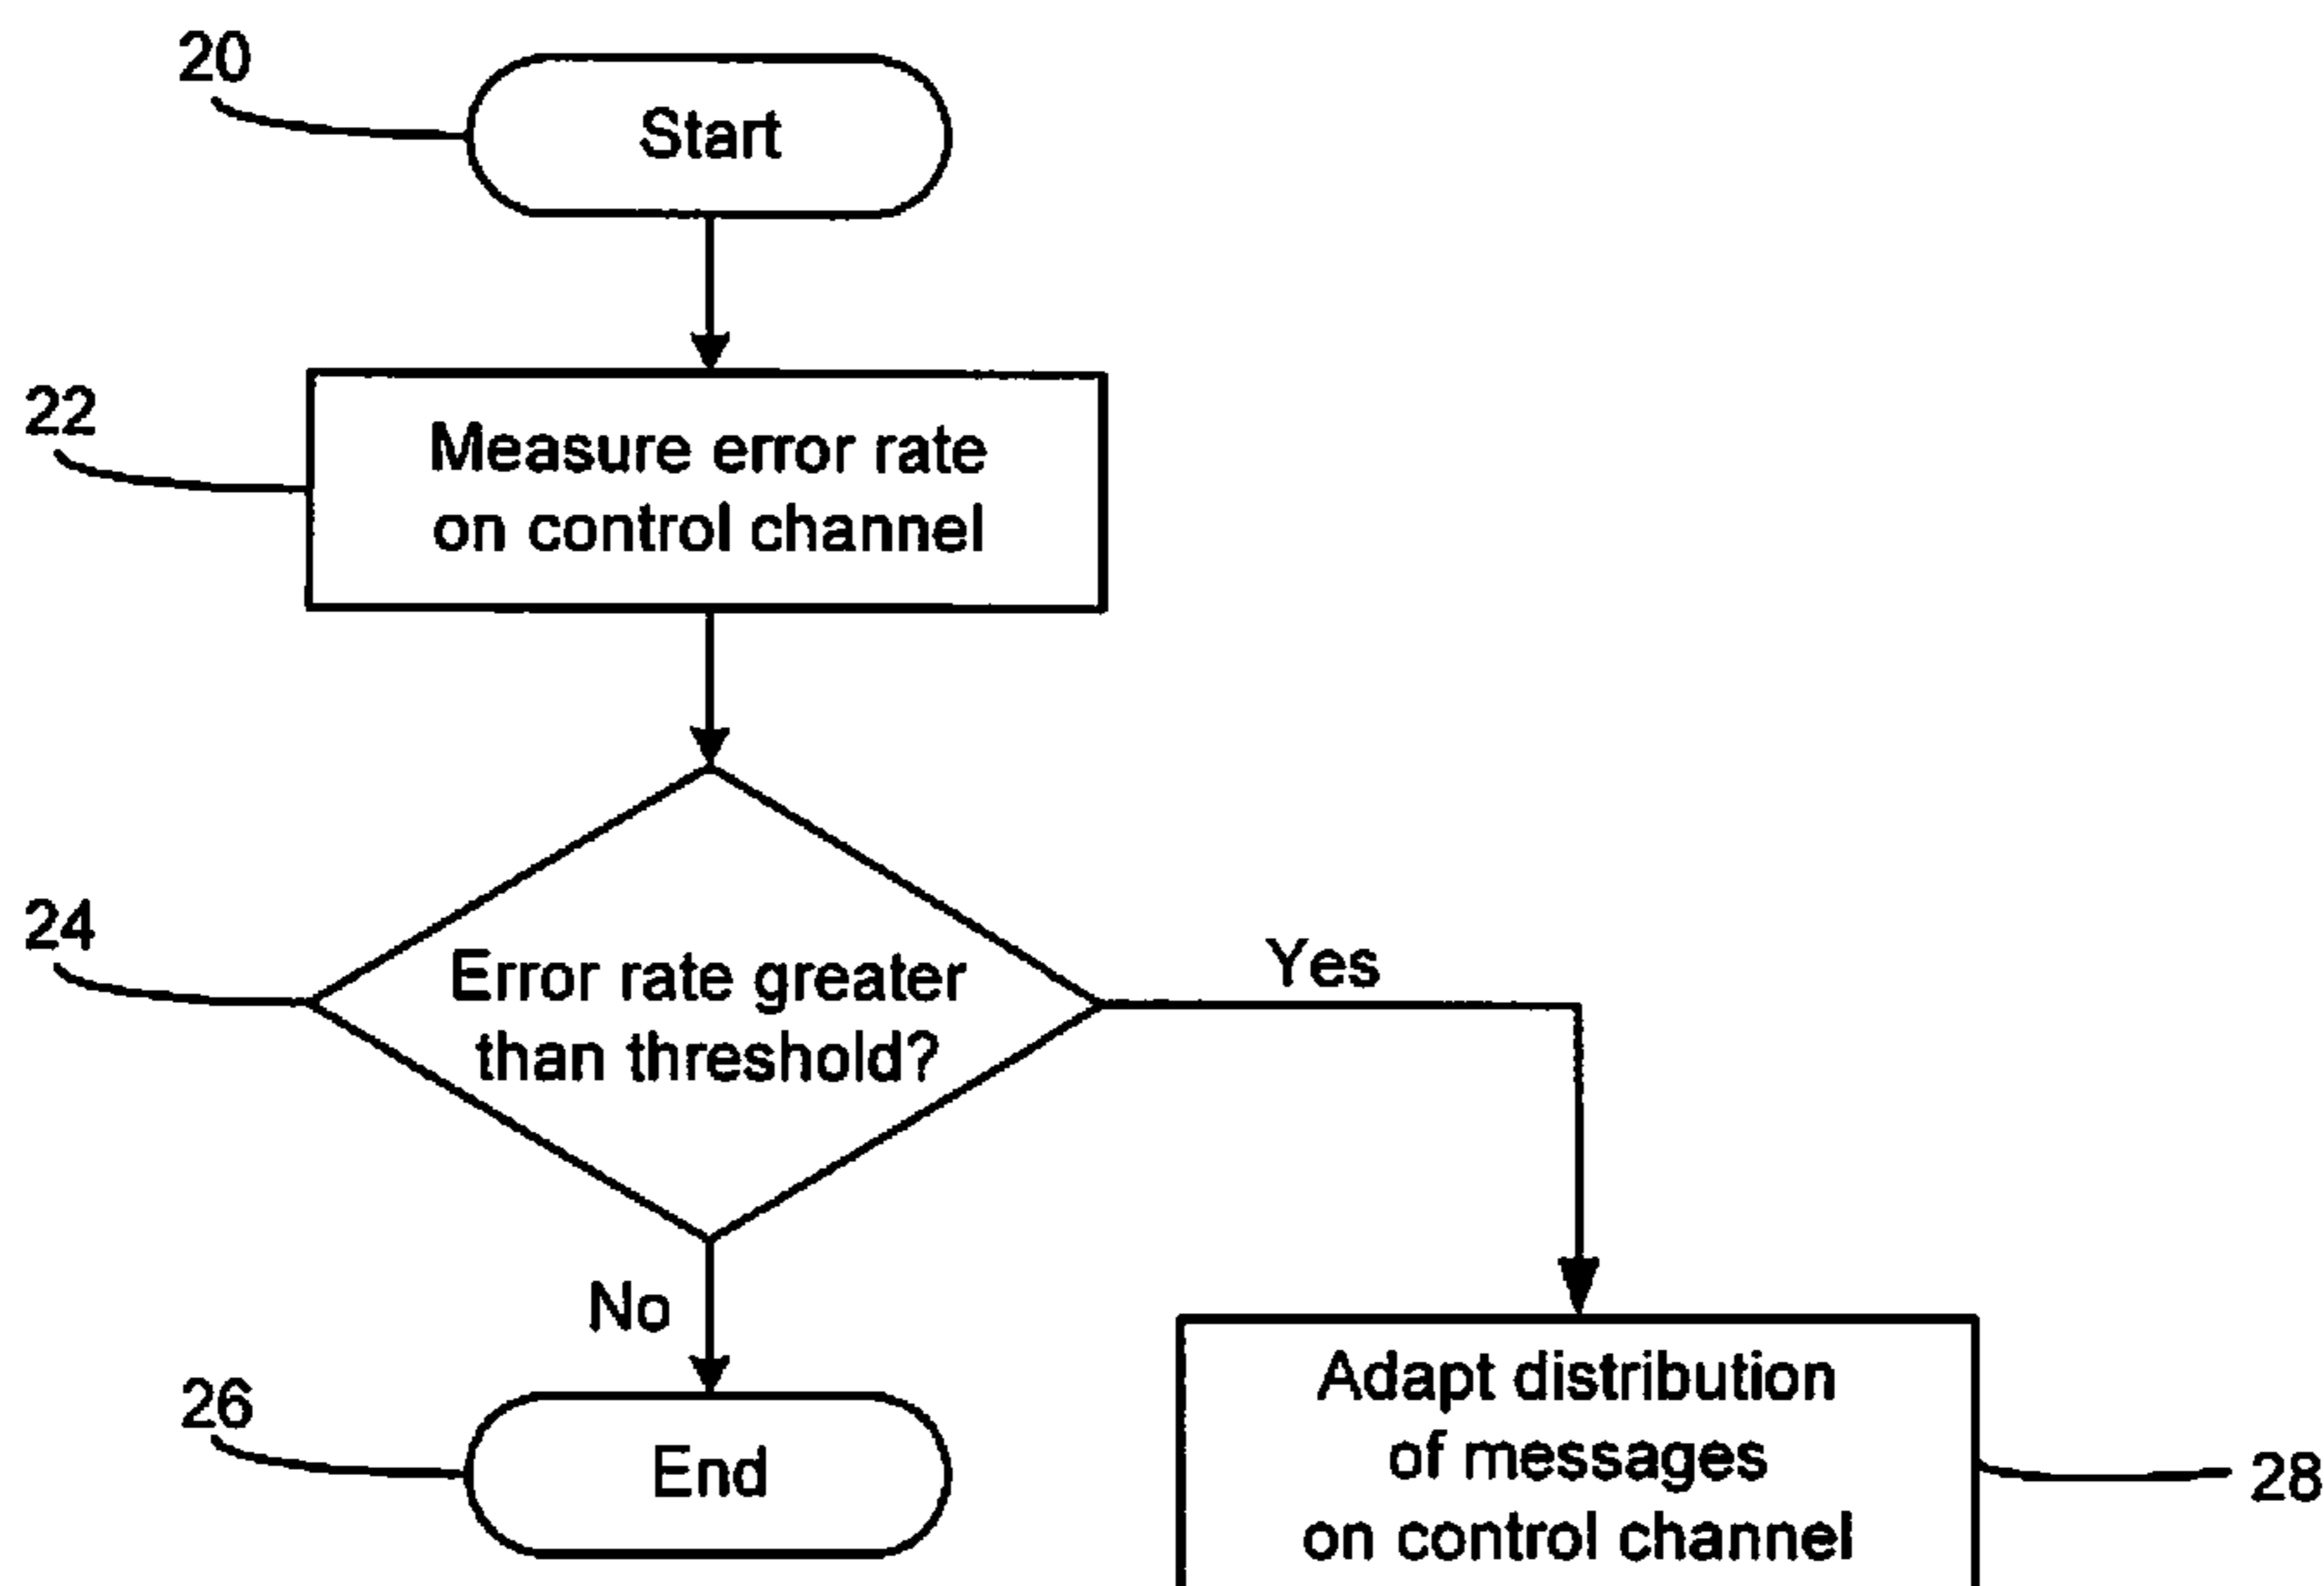 20
Start
22
Measure error rate
on control channel
24
Error rate greater
than threshold?
Yes
No
26
End
Adapt distribution
of messages
on control channel
28